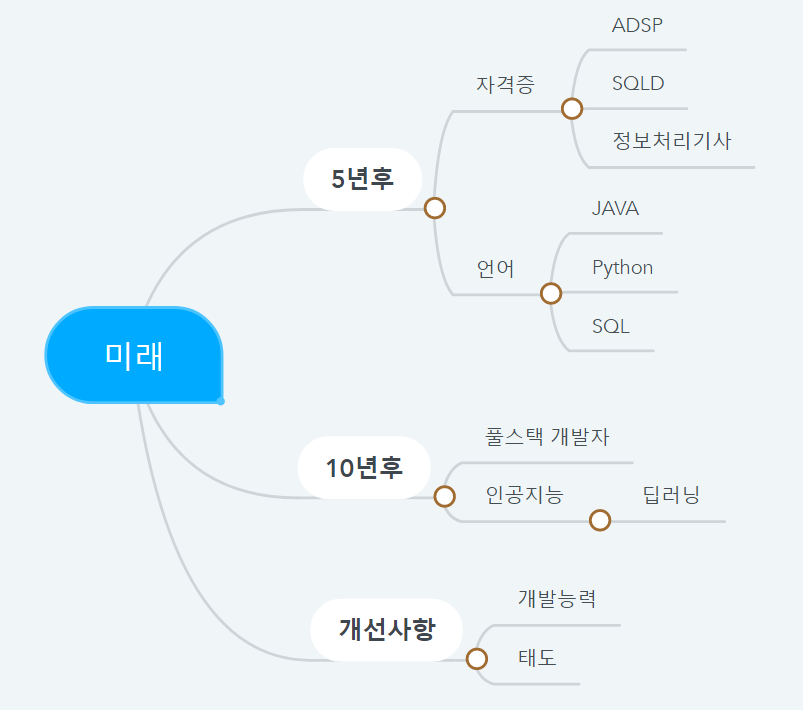 미래
5년후
자격증
ADSP
SQLD
정보처리기사
언어
JAVA
Python
SQL
10년후
풀스택 개발자
인공지능
딥러닝
개선사항
개발능력
태도